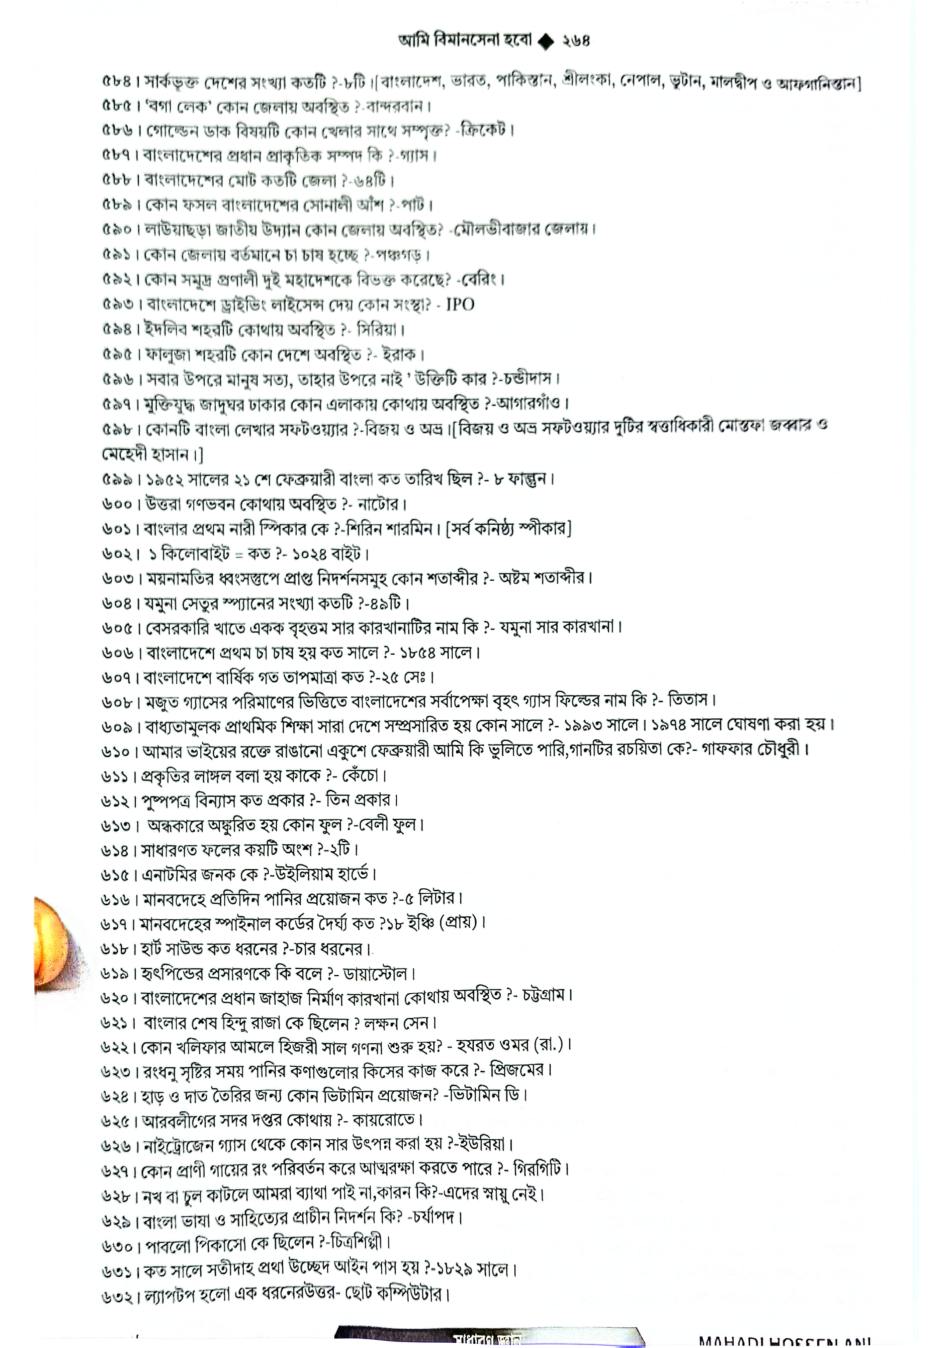 আমি বিমানসেনা হবো ◆ ২৬৪
৫৮৪। সার্কভুক্ত দেশের সংখ্যা কতটি ?-৮টি।[বাংলাদেশ, ভারত, পাকিস্তান, শ্রীলংকা, নেপাল, ভুটান, মালদ্বীপ ও আফগানিস্তান]
৫৮৫। 'বগা লেক' কোন জেলায় অবস্থিত ?-বান্দরবান।
৫৮৬। গোল্ডেন ডাক বিষয়টি কোন খেলার সাথে সম্পৃক্ত? -ক্রিকেট।
৫৮৭। বাংলাদেশের প্রধান প্রাকৃতিক সম্পদ কি ?-গ্যাস।
৫৮৮। বাংলাদেশের মোট কতটি জেলা ?-৬৪টি।
৫৮৯। কোন ফসল বাংলাদেশের সোনালী আঁশ ?-পাট।
৫৯০। লাউয়াছড়া জাতীয় উদ্যান কোন জেলায় অবস্থিত? -মৌলভীবাজার জেলায়।
৫৯১। কোন জেলায় বর্তমানে চা চাষ হচ্ছে ?-পঞ্চগড়।
৫৯২। কোন সমুদ্র প্রণালী দুই মহাদেশকে বিভক্ত করেছে? -বেরিং।
৫৯৩। বাংলাদেশে ড্রাইভিং লাইসেন্স দেয় কোন সংস্থা? - IPO
৫৯৪। ইদলিব শহরটি কোথায় অবস্থিত ?- সিরিয়া।
৫৯৫। ফালুজা শহরটি কোন দেশে অবস্থিত ?- ইরাক।
৫৯৬। সবার উপরে মানুষ সত্য, তাহার উপরে নাই ' উক্তিটি কার ?-চন্ডীদাস।
৫৯৭। মুক্তিযুদ্ধ জাদুঘর ঢাকার কোন এলাকায় কোথায় অবস্থিত ?-আগারগাঁও।
৫৯৮। কোনটি বাংলা লেখার সফটওয়্যার ?-বিজয় ও অভ্র।[বিজয় ও অভ্র সফটওয়্যার দুটির স্বত্তাধিকারী মোস্তফা জব্বার ও
মেহেদী হাসান।]
৫৯৯। ১৯৫২ সালের ২১ শে ফেব্রুয়ারী বাংলা কত তারিখ ছিল ?- ৮ ফাল্গুন।
৬০০। উত্তরা গণভবন কোথায় অবস্থিত ?- নাটোর।
৬০১। বাংলার প্রথম নারী স্পিকার কে ?-শিরিন শারমিন। [সর্ব কনিষ্ঠ্য স্পীকার]
৬০২। ১ কিলোবাইট = কত ?- ১০২৪ বাইট।
৬০৩। ময়নামতির ধ্বংসস্তুপে প্রাপ্ত নিদর্শনসমূহ কোন শতাব্দীর ?- অষ্টম শতাব্দীর।
৬০৪। যমুনা সেতুর স্প্যানের সংখ্যা কতটি ?-৪৯টি।
৬০৫। বেসরকারি খাতে একক বৃহত্তম সার কারখানাটির নাম কি ?- যমুনা সার কারখানা।
৬০৬। বাংলাদেশে প্রথম চা চাষ হয় কত সালে ?- ১৮৫৪ সালে।
৬০৭। বাংলাদেশে বার্ষিক গত তাপমাত্রা কত ?-২৫ সেঃ।
৬০৮। মজুত গ্যাসের পরিমাণের ভিত্তিতে বাংলাদেশের সর্বাপেক্ষা বৃহৎ গ্যাস ফিল্ডের নাম কি ?- তিতাস।
৬০৯। বাধ্যতামুলক প্রাথমিক শিক্ষা সারা দেশে সম্প্রসারিত হয় কোন সালে ?- ১৯৯৩ সালে। ১৯৭৪ সালে ঘোষণা করা হয়।
৬১০। আমার ভাইয়ের রক্তে রাঙানো একুশে ফেব্রুয়ারী আমি কি ভুলিতে পারি,গানটির রচয়িতা কে?- গাফফার চৌধুরী।
৬১১। প্রকৃতির লাঙ্গল বলা হয় কাকে ?- কেঁচো।
৬১২। পুষ্পপত্র বিন্যাস কত প্রকার ?- তিন প্রকার।
৬১৩। অন্ধকারে অঙ্কুরিত হয় কোন ফুল ?-বেলী ফুল।
৬১৪। সাধারণত ফলের কয়টি অংশ ?-২টি।
৬১৫। এনাটমির জনক কে ?-উইলিয়াম হার্ভে।
৬১৬। মানবদেহে প্রতিদিন পানির প্রয়োজন কত ?-৫ লিটার।
৬১৭। মানবদেহের স্পাইনাল কর্ডের দৈর্ঘ্য কত ?১৮ ইঞ্চি (প্রায়)।
৬১৮। হার্ট সাউন্ড কত ধরনের ?-চার ধরনের।
৬১৯। হৃৎপিন্ডের প্রসারণকে কি বলে ?- ডায়াস্টোল।
৬২০। বাংলাদেশের প্রধান জাহাজ নির্মাণ কারখানা কোথায় অবস্থিত ?- চট্টগ্রাম।
৬২১। বাংলার শেষ হিন্দু রাজা কে ছিলেন ? লক্ষন সেন।
৬২২। কোন খলিফার আমলে হিজরী সাল গণনা শুরু হয়? - হযরত ওমর (রা.)।
৬২৩। রংধনু সৃষ্টির সময় পানির কণাগুলোর কিসের কাজ করে ?- প্রিজমের।
৬২৪। হাড় ও দাত তৈরির জন্য কোন ভিটামিন প্রয়োজন? -ভিটামিন ডি।
৬২৫। আরবলীগের সদর দপ্তর কোথায় ?- কায়রোতে।
৬২৬। নাইট্রোজেন গ্যাস থেকে কোন সার উৎপন্ন করা হয় ?-ইউরিয়া।
৬২৭। কোন প্রাণী গায়ের রং পরিবর্তন করে আত্মরক্ষা করতে পারে ?- গিরগিটি।
৬২৮। নখ বা চুল কাটলে আমরা ব্যাথা পাই না,কারন কি?-এদের স্নায়ু নেই।
৬২৯। বাংলা ভাষা ও সাহিত্যের প্রাচীন নিদর্শন কি? -চর্যাপদ।
৬৩০। পাবলো পিকাসো কে ছিলেন ?-চিত্রশিল্পী।
৬৩১। কত সালে সতীদাহ প্রথা উচ্ছেদ আইন পাস হয় ?-১৮২৯ সালে।
৬৩২। ল্যাপটপ হলো এক ধরনেরউত্তর- ছোট কম্পিউটার।
সাধারণ জ্ঞান
MAHADI HOSSEN ANI